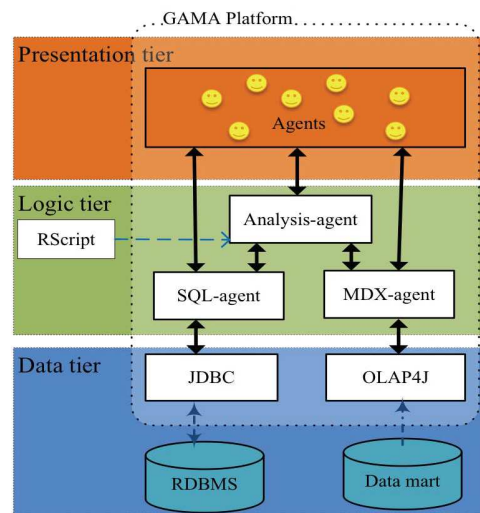 GAMA Platform
Presentation tier
Agents
Logic tier
Analysis-agent
RScript
SQL-agent
MDX-agent
Data tier
JDBC
OLAP4J
RDBMS
Data mart